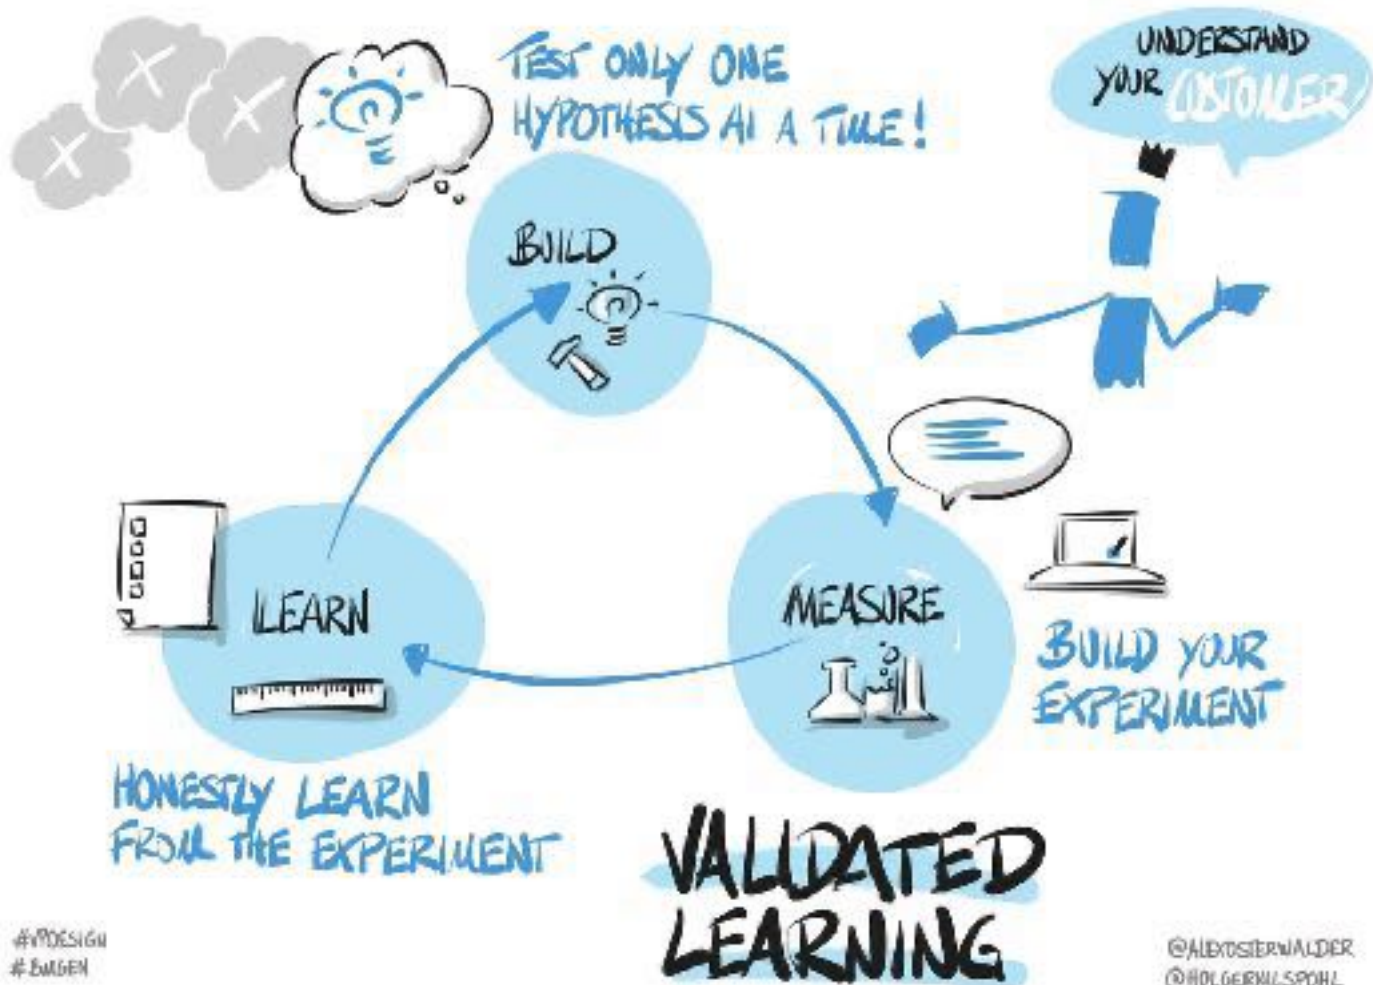 TEST ONLY ONE
HYPOTHESIS AT A TIME!
UNDERSTAND
YOUR CUSTOMER
BUILD
LEARN
MEASURE
BUILD YOUR
EXPERIMENT
HONESTLY LEARN
FROM THE EXPERIMENT
VALIDATED
LEARNING
#VPDESIGN
#BMGEN
@ALEXOSTERWALDER
@HOLGERNILSPOHL